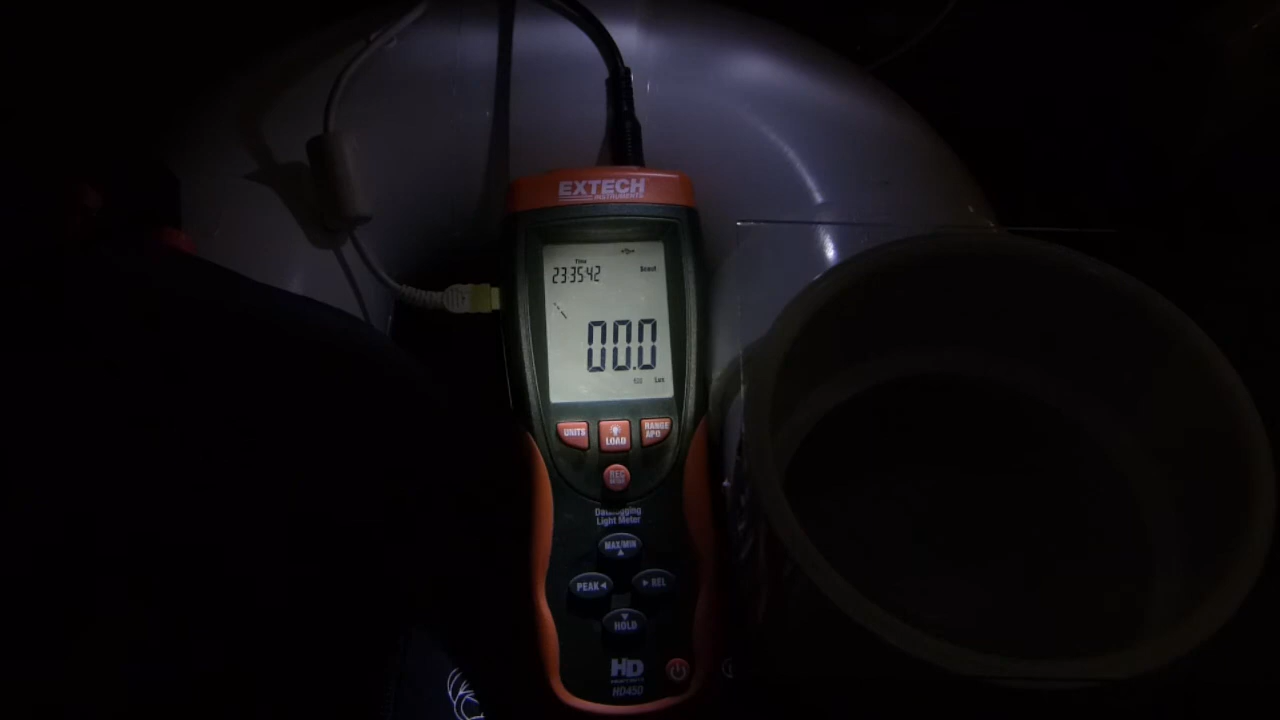 EXTECH
INSTRUMENTS
Time
233542
00.0
Lux
UNITS
LOAD
RANGE
APO
REC
Datalogging
Light Meter
MAX/MIN
PEAK
REL
HOLD
HD
HD450